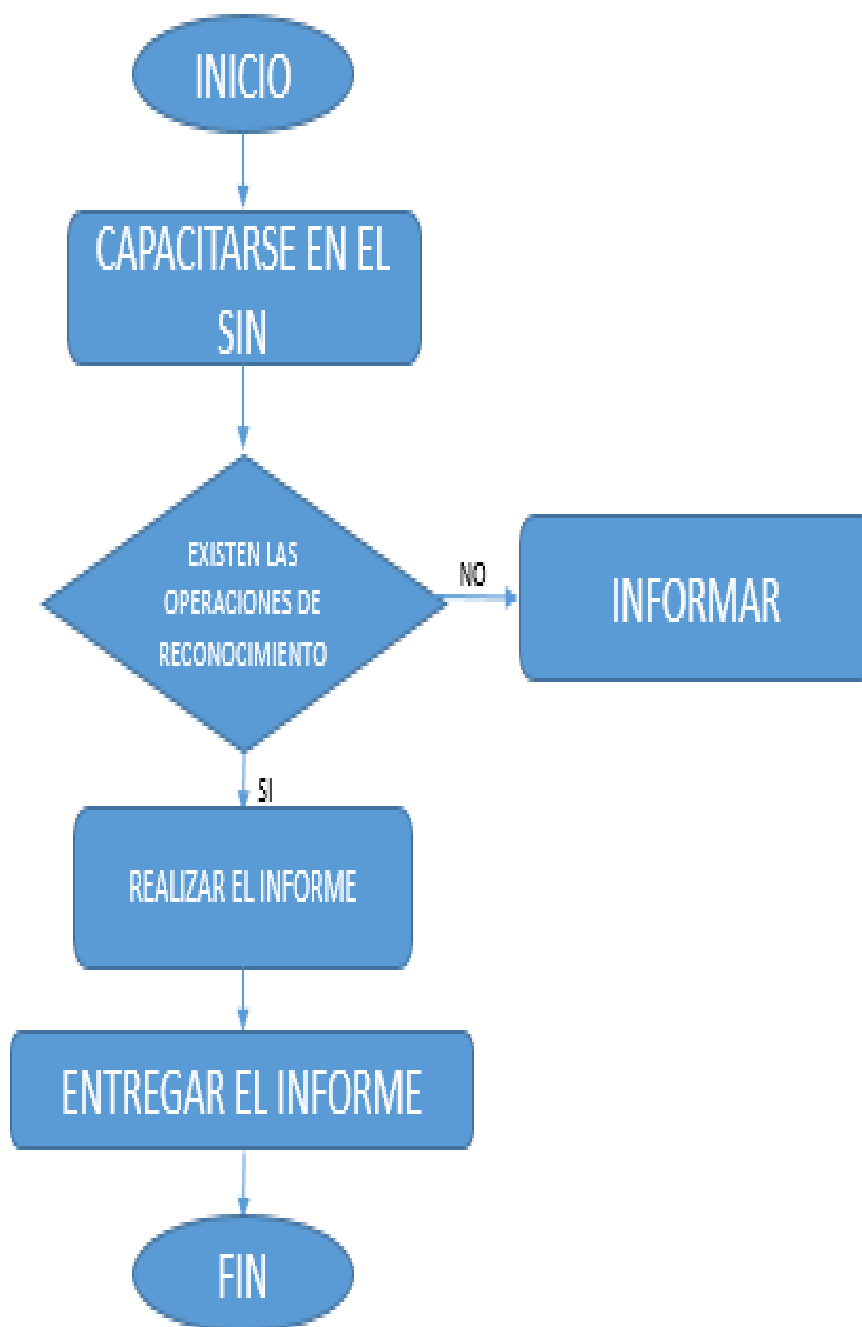 INICIO
CAPACITARSE EN EL
SIN
EXISTEN LAS
OPERACIONES DE
RECONOCIMIENTO
NO
INFORMAR
SI
REALIZAR EL INFORME
ENTREGAR EL INFORME
FIN